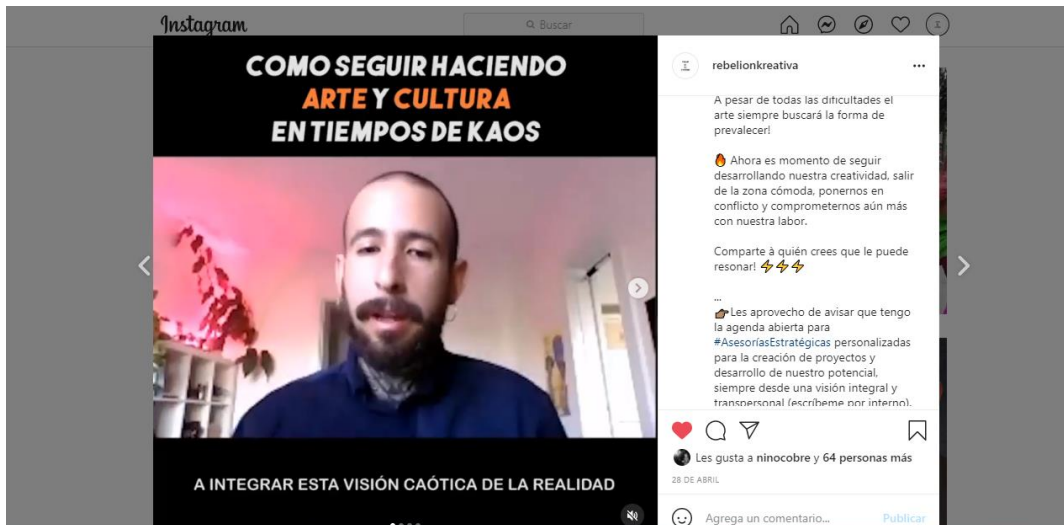 Instagram
Buscar
COMO SEGUIR HACIENDO
ARTE Y CULTURA
EN TIEMPOS DE KAOS
A INTEGRAR ESTA VISIÓN CAÓTICA DE LA REALIDAD
rebelionkreativa
A pesar de todas las dificultades el
arte siempre buscará la forma de
prevalecer!
🔥 Ahora es momento de seguir
desarrollando nuestra creatividad, salir
de la zona cómoda, ponernos en
conflicto y comprometernos aún más
con nuestra labor.
Comparte à quién crees que le puede
resonar! ⚡⚡⚡
...
👉🏽Les aprovecho de avisar que tengo
la agenda abierta para
#AsesoríasEstratégicas personalizadas
para la creación de proyectos y
desarrollo de nuestro potencial,
siempre desde una visión integral y
transpersonal (escríbeme por interno).
Les gusta a ninocobre y 64 personas más
28 DE ABRIL
Agrega un comentario...
Publicar